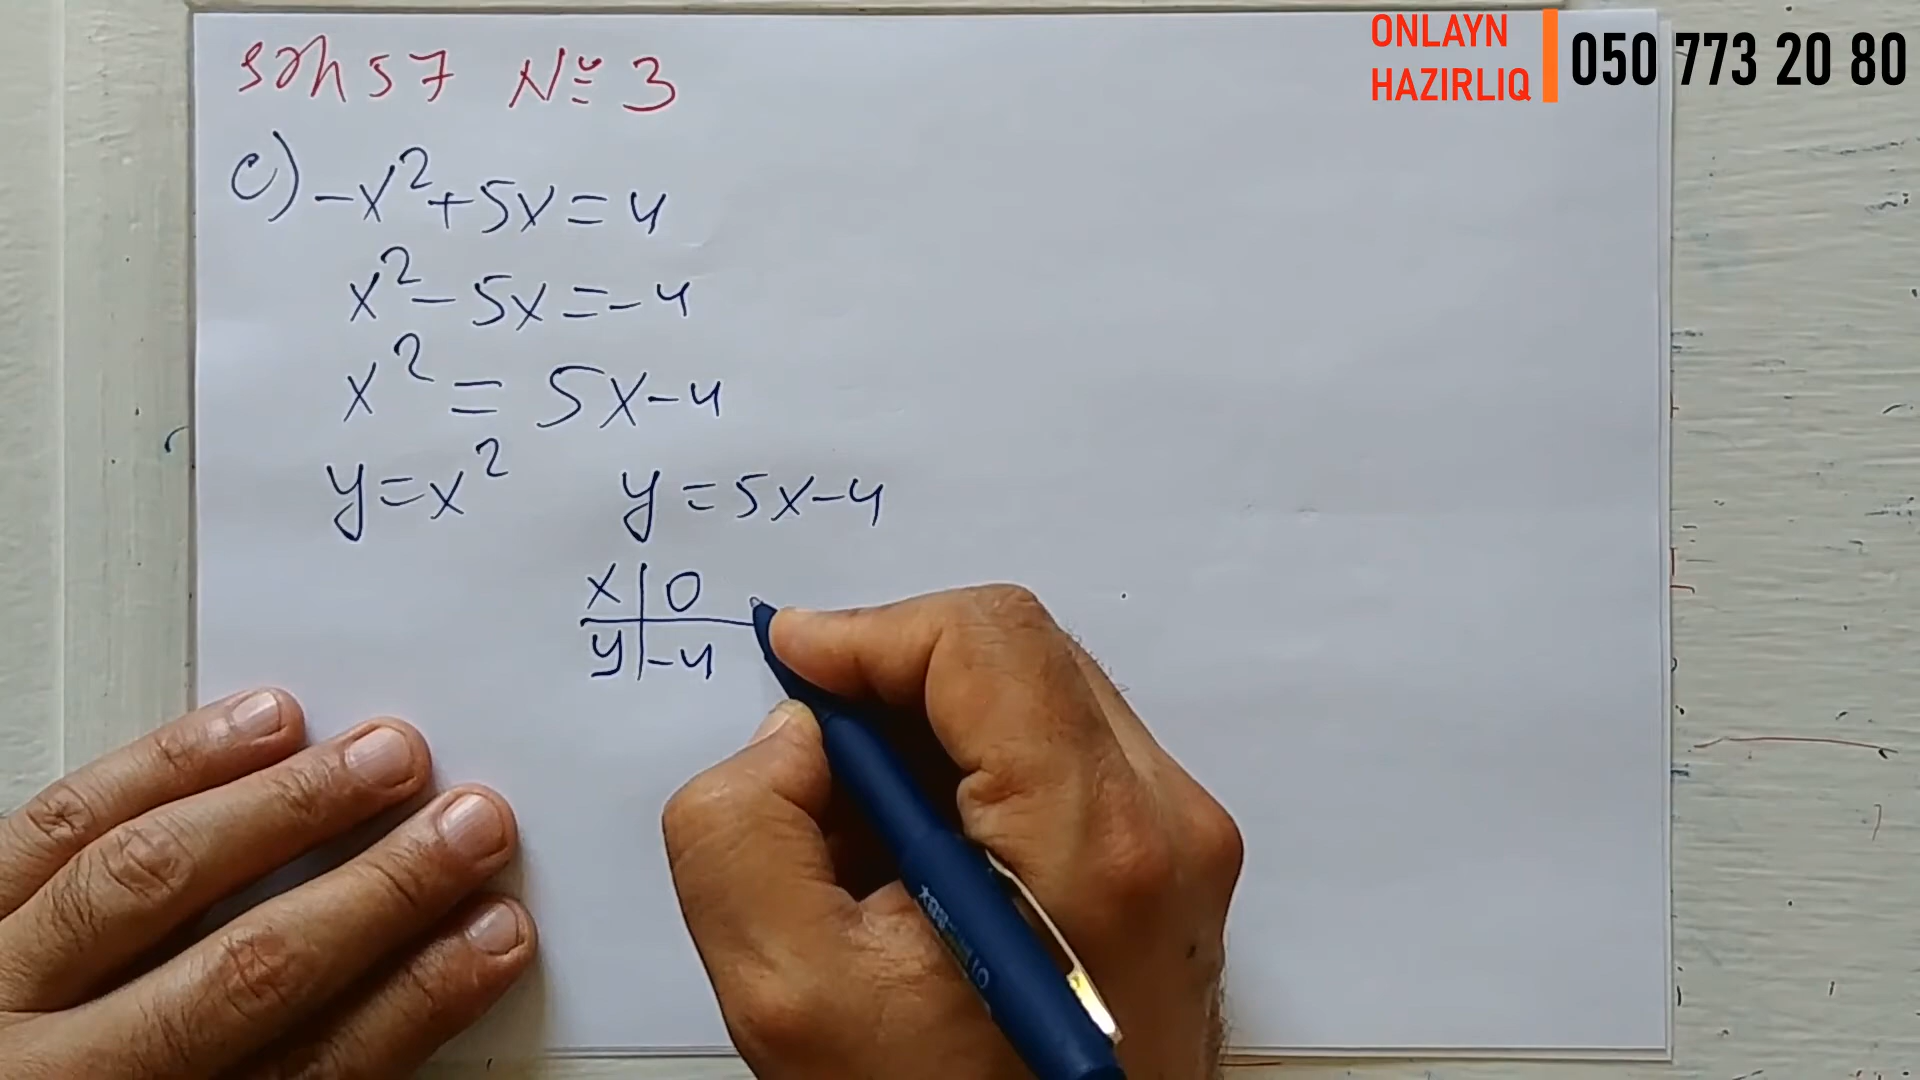 ONLAYN
HAZIRLIQ
050 773 20 80
səh 57 № 3
c) -x² + 5x = 4
x² - 5x = -4
x² = 5x - 4
y = x² y = 5x - 4
x | 0
y | -4